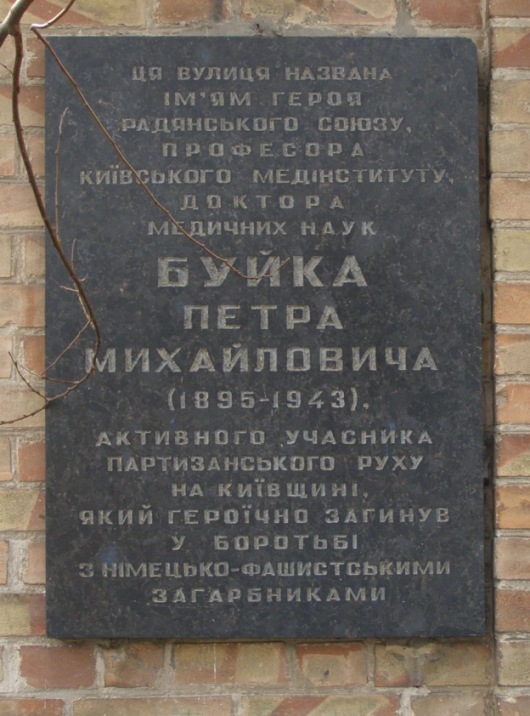 ЦЯ ВУЛИЦЯ НАЗВАНА
ІМ'ЯМ ГЕРОЯ
РАДЯНСЬКОГО СОЮЗУ,
ПРОФЕСОРА
КИЇВСЬКОГО МЕДІНСТИТУТУ,
ДОКТОРА
МЕДИЧНИХ НАУК
БУЙКА
ПЕТРА
МИХАЙЛОВИЧА
(1895-1943),
АКТИВНОГО УЧАСНИКА
ПАРТИЗАНСЬКОГО РУХУ
НА КИЇВЩИНІ,
ЯКИЙ ГЕРОЇЧНО ЗАГИНУВ
У БОРОТЬБІ
З НІМЕЦЬКО-ФАШИСТСЬКИМИ
ЗАГАРБНИКАМИ